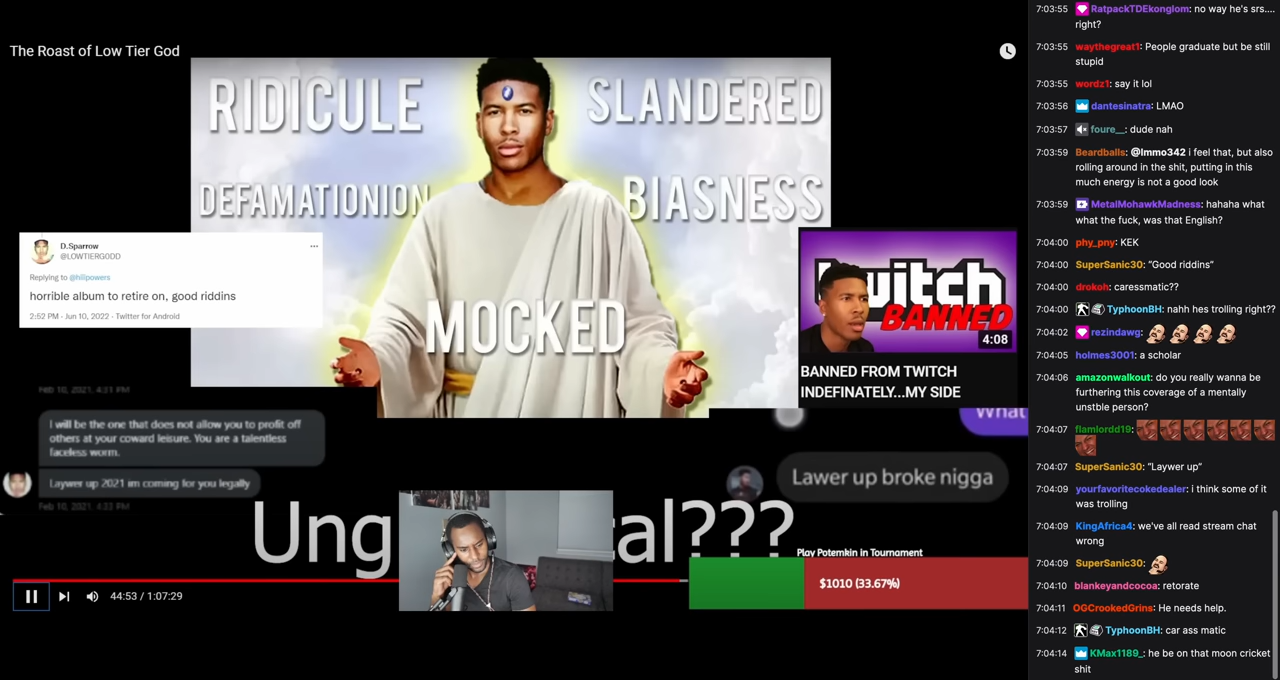 The Roast of Low Tier God
RIDICULE
SLANDERED
DEFAMATIONION
BIASNESS
MOCKED
D.Sparrow
@LOWTIERGODD
...
Replying to @hiipowers
horrible album to retire on, good riddins
2:52 PM · Jun 10, 2022 · Twitter for Android
twitch
BANNED
4:08
BANNED FROM TWITCH
INDEFINATELY...MY SIDE
Feb 10, 2021, 4:31 PM
I will be the one that does not allow you to profit off
others at your coward leisure. You are a talentless
faceless worm.
Laywer up 2021 im coming for you legally
Feb 10, 2021, 4:33 PM
What
Lawer up broke nigga
Ung
al???
Play Potemkin in Tournament
$1010 (33.67%)
44:53 / 1:07:29
7:03:55 RatpackTDEkonglom: no way he's srs....
right?
7:03:55 waythegreat1: People graduate but be still
stupid
7:03:55 wordz1: say it lol
7:03:56 dantesinatra: LMAO
7:03:57 foure__: dude nah
7:03:59 Beardballs: @Immo342 i feel that, but also
rolling around in the shit, putting in this
much energy is not a good look
7:03:59 MetalMohawkMadness: hahaha what
what the fuck, was that English?
7:04:00 phy_pny: KEK
7:04:00 SuperSanic30: "Good riddins"
7:04:00 drokoh: caressmatic??
7:04:00 TyphoonBH: nahh hes trolling right??
7:04:02 rezindawg:
7:04:05 holmes3001: a scholar
7:04:06 amazonwalkout: do you really wanna be
furthering this coverage of a mentally
unstble person?
7:04:07 flamlordd19:
7:04:07 SuperSanic30: "Laywer up"
7:04:09 yourfavoritecokedealer: i think some of it
was trolling
7:04:09 KingAfrica4: we've all read stream chat
wrong
7:04:09 SuperSanic30:
7:04:10 blankeyandcocoa: retorate
7:04:11 OGCrookedGrins: He needs help.
7:04:12 TyphoonBH: car ass matic
7:04:14 KMax1189_: he be on that moon cricket
shit